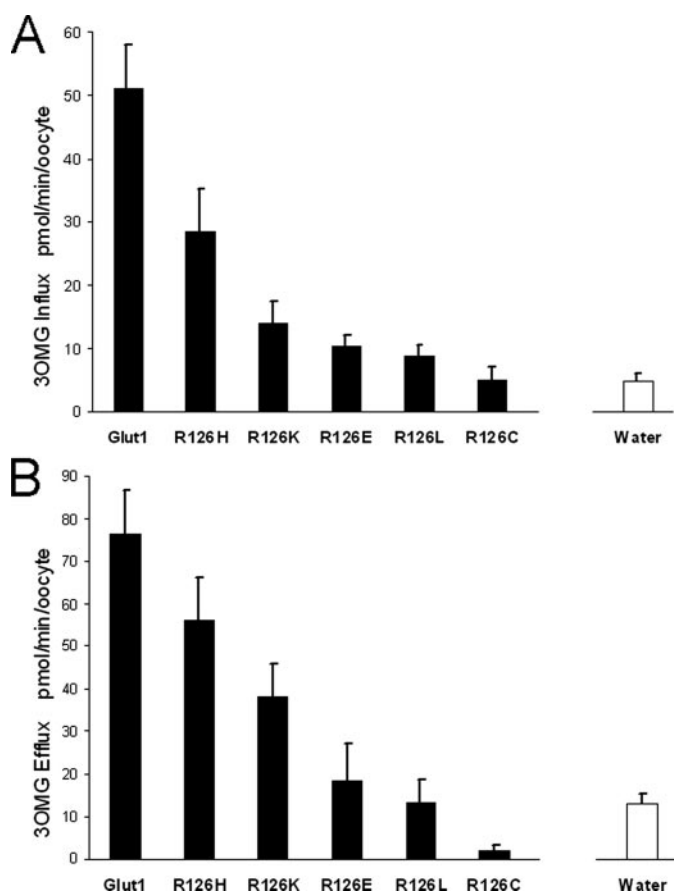 A
3OMG Influx pmol/min/oocyte
60
50
40
30
20
10
0
Glut1 R126H R126K R126E R126L R126C Water
B
3OMG Efflux pmol/min/oocyte
90
80
70
60
50
40
30
20
10
0
Glut1 R126H R126K R126E R126L R126C Water